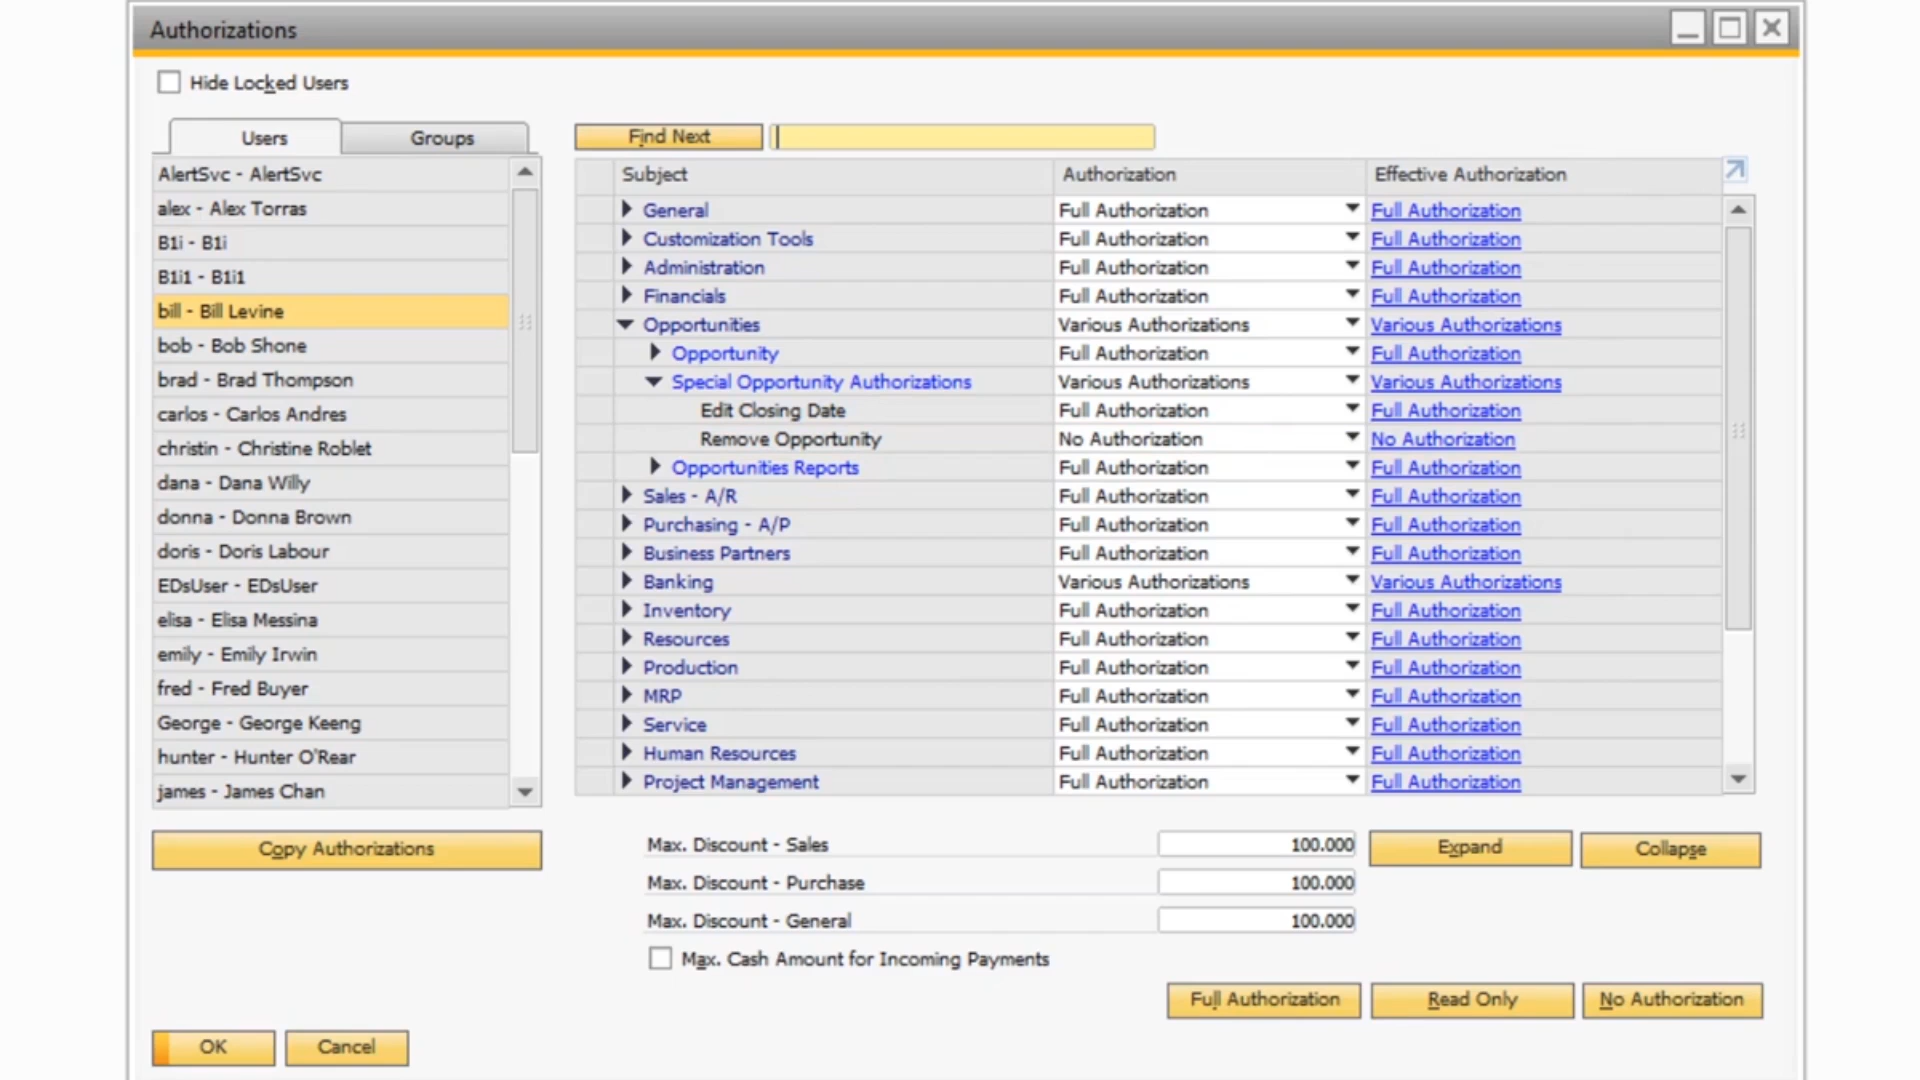 Authorizations
Hide Locked Users
Users Groups
AlertSvc - AlertSvc
alex - Alex Torras
B1i - B1i
B1i1 - B1i1
bill - Bill Levine
bob - Bob Shone
brad - Brad Thompson
carlos - Carlos Andres
christin - Christine Roblet
dana - Dana Willy
donna - Donna Brown
doris - Doris Labour
EDsUser - EDsUser
elisa - Elisa Messina
emily - Emily Irwin
fred - Fred Buyer
George - George Keeng
hunter - Hunter O'Rear
james - James Chan
Copy Authorizations
Find Next
Subject Authorization Effective Authorization
General Full Authorization Full Authorization
Customization Tools Full Authorization Full Authorization
Administration Full Authorization Full Authorization
Financials Full Authorization Full Authorization
Opportunities Various Authorizations Various Authorizations
Opportunity Full Authorization Full Authorization
Special Opportunity Authorizations Various Authorizations Various Authorizations
Edit Closing Date Full Authorization Full Authorization
Remove Opportunity No Authorization No Authorization
Opportunities Reports Full Authorization Full Authorization
Sales - A/R Full Authorization Full Authorization
Purchasing - A/P Full Authorization Full Authorization
Business Partners Full Authorization Full Authorization
Banking Various Authorizations Various Authorizations
Inventory Full Authorization Full Authorization
Resources Full Authorization Full Authorization
Production Full Authorization Full Authorization
MRP Full Authorization Full Authorization
Service Full Authorization Full Authorization
Human Resources Full Authorization Full Authorization
Project Management Full Authorization Full Authorization
Max. Discount - Sales 100.000 Expand Collapse
Max. Discount - Purchase 100.000
Max. Discount - General 100.000
Max. Cash Amount for Incoming Payments
Full Authorization Read Only No Authorization
OK Cancel